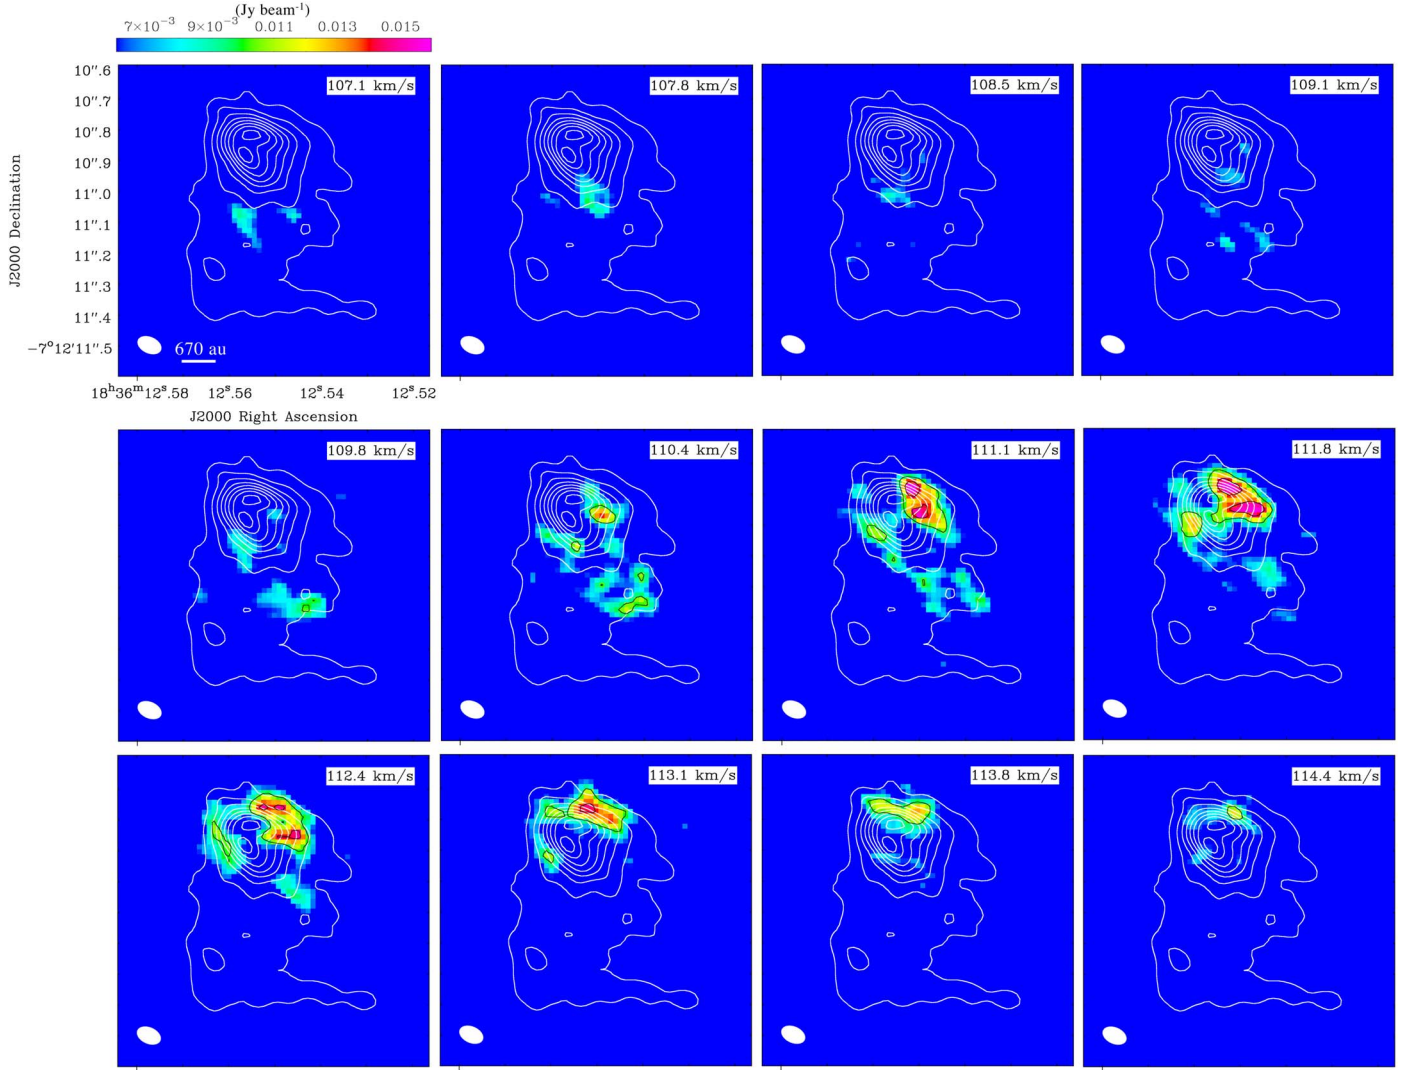 (Jy beam⁻¹)
7×10⁻³ 9×10⁻³ 0.011 0.013 0.015
107.1 km/s 107.8 km/s 108.5 km/s 109.1 km/s
10″.6
10″.7
10″.8
10″.9
11″.0
11″.1
11″.2
11″.3
11″.4
−7°12′11″.5
J2000 Declination
670 au
18ʰ36ᵐ12ˢ.58 12ˢ.56 12ˢ.54 12ˢ.52
J2000 Right Ascension
109.8 km/s 110.4 km/s 111.1 km/s 111.8 km/s
112.4 km/s 113.1 km/s 113.8 km/s 114.4 km/s